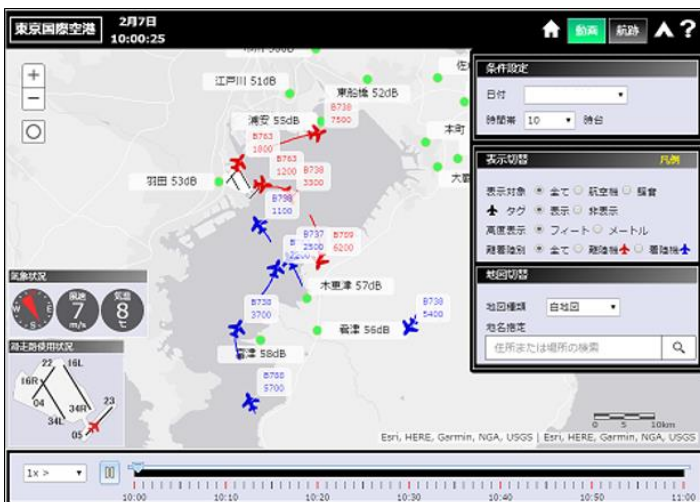 東京国際空港
2月7日
10:00:25
動画
航跡
?
条件設定
日付
時間帯 10 時台
表示切替 凡例
表示対象 全て 航空機 騒音
タグ 表示 非表示
高度表示 フィート メートル
離着陸別 全て 離陸機 着陸機
地図切替
地図種類 白地図
地名指定
住所または場所の検索
+
−
江戸川 51dB
東船橋 52dB
浦安 55dB
本町
羽田 53dB
木更津 57dB
君津 56dB
富津 58dB
B738
7500
B763
1800
B763
1200
B738
3300
B738
1100
B737
2500
B789
6200
B738
3700
B738
5400
B788
5700
気象状況
N
E
S
W
風速
7
m/s
気温
8
℃
滑走路使用状況
22
16L
16R
04
34R
34L
23
05
0 5 10km
Esri, HERE, Garmin, NGA, USGS | Esri, HERE, Garmin, NGA, USGS
1x >
10:00 10:10 10:20 10:30 10:40 10:50 11:00